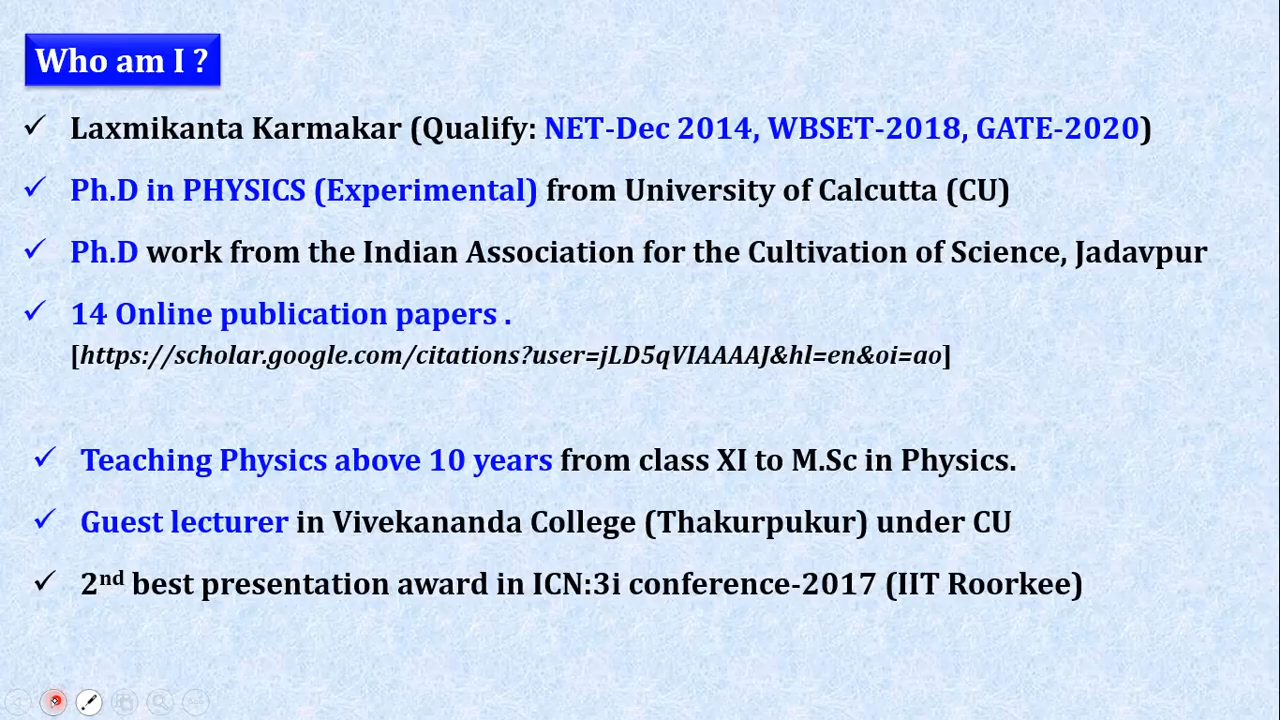 Who am I ?
Laxmikanta Karmakar (Qualify: NET-Dec 2014, WBSET-2018, GATE-2020)
Ph.D in PHYSICS (Experimental) from University of Calcutta (CU)
Ph.D work from the Indian Association for the Cultivation of Science, Jadavpur
14 Online publication papers .
[https://scholar.google.com/citations?user=jLD5qVIAAAAJ&hl=en&oi=ao]
Teaching Physics above 10 years from class XI to M.Sc in Physics.
Guest lecturer in Vivekananda College (Thakurpukur) under CU
2nd best presentation award in ICN:3i conference-2017 (IIT Roorkee)